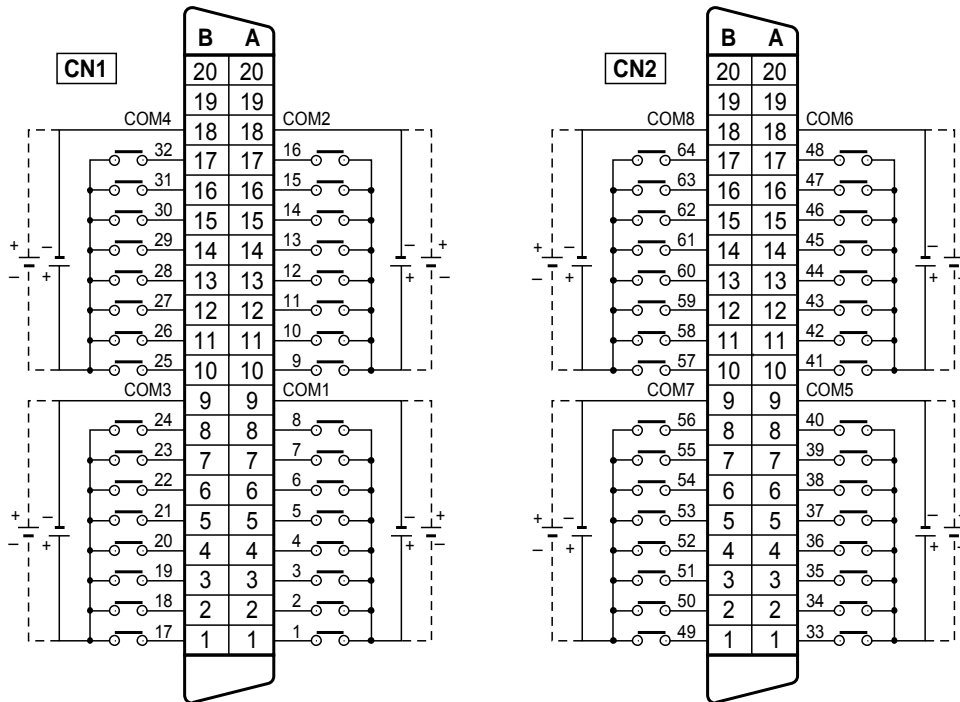 B A B A
CN1 20 20 CN2 20 20
19 19 19 19
COM4 18 18 COM2 COM8 18 18 COM6
32 17 17 16 64 17 17 48
31 16 16 15 63 16 16 47
30 15 15 14 62 15 15 46
+ − 29 14 14 13 − + + − 61 14 14 45 −
− + 28 13 13 12 + − − + 60 13 13 44 + −
27 12 12 11 59 12 12 43
26 11 11 10 58 11 11 42
25 10 10 9 57 10 10 41
COM3 9 9 COM1 COM7 9 9 COM5
24 8 8 8 56 8 8 40
23 7 7 7 55 7 7 39
22 6 6 6 54 6 6 38
+ − 21 5 5 5 − + + − 53 5 5 37 −
− + 20 4 4 4 + − − + 52 4 4 36 + −
19 3 3 3 51 3 3 35
18 2 2 2 50 2 2 34
17 1 1 1 49 1 1 33